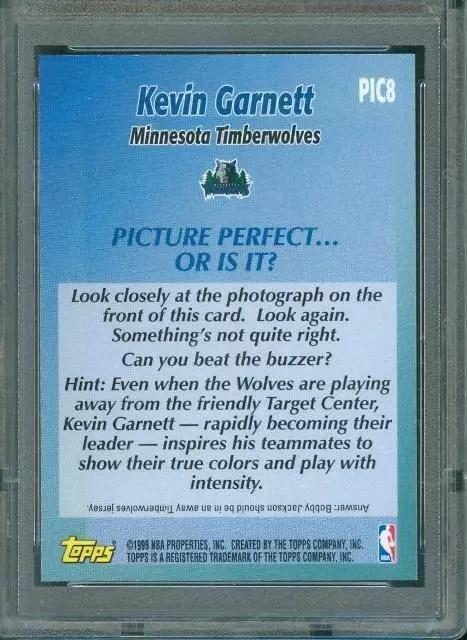 Kevin Garnett
PIC8
Minnesota Timberwolves
PICTURE PERFECT...
OR IS IT?
Look closely at the photograph on the
front of this card. Look again.
Something's not quite right.
Can you beat the buzzer?
Hint: Even when the Wolves are playing
away from the friendly Target Center,
Kevin Garnett — rapidly becoming their
leader — inspires his teammates to
show their true colors and play with
intensity.
Answer: Bobby Jackson should be in an away Timberwolves jersey.
Topps
©1999 NBA PROPERTIES, INC. CREATED BY THE TOPPS COMPANY, INC.
TOPPS IS A REGISTERED TRADEMARK OF THE TOPPS COMPANY, INC.
NBA